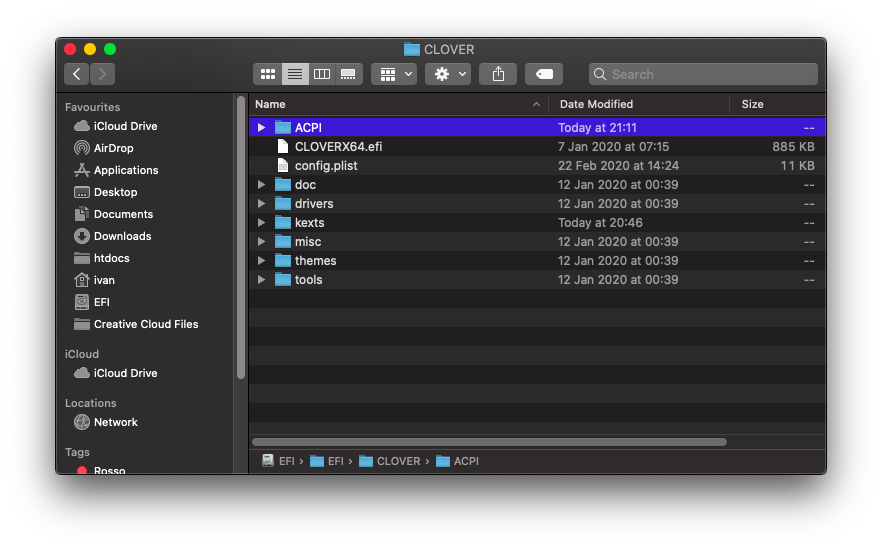 CLOVER
Search
Favourites
iCloud Drive
AirDrop
Applications
Desktop
Documents
Downloads
htdocs
ivan
EFI
Creative Cloud Files
iCloud
iCloud Drive
Locations
Network
Tags
Rosso
Name Date Modified Size
ACPI Today at 21:11 --
CLOVERX64.efi 7 Jan 2020 at 07:15 885 KB
config.plist 22 Feb 2020 at 14:24 11 KB
doc 12 Jan 2020 at 00:39 --
drivers 12 Jan 2020 at 00:39 --
kexts Today at 20:46 --
misc 12 Jan 2020 at 00:39 --
themes 12 Jan 2020 at 00:39 --
tools 12 Jan 2020 at 00:39 --
EFI › EFI › CLOVER › ACPI